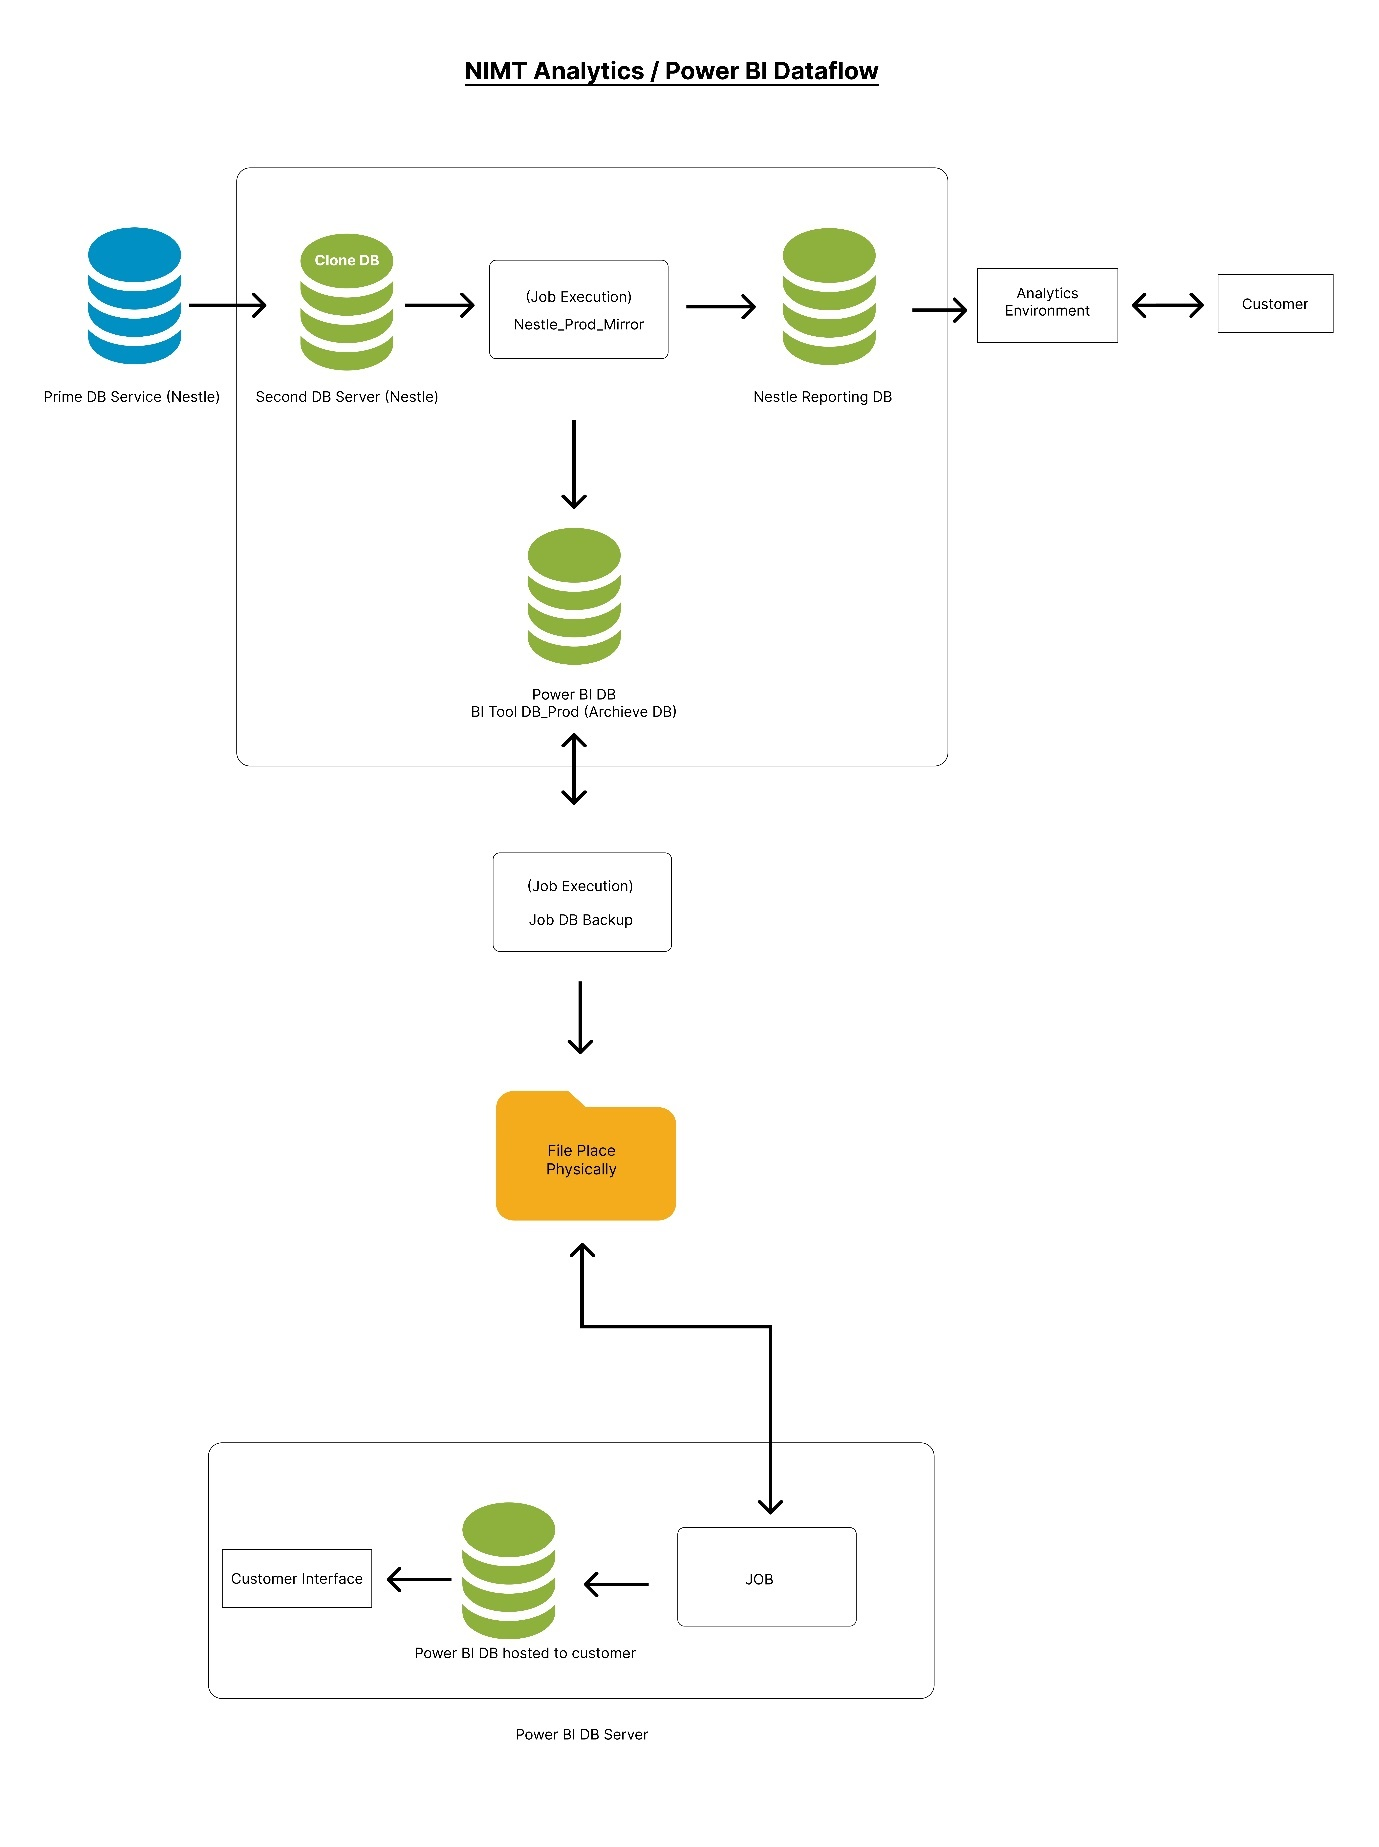 NIMT Analytics / Power BI Dataflow
Clone DB
(Job Execution)
Nestle_Prod_Mirror
Analytics
Environment
Customer
Prime DB Service (Nestle)
Second DB Server (Nestle)
Nestle Reporting DB
Power BI DB
BI Tool DB_Prod (Archieve DB)
(Job Execution)
Job DB Backup
File Place
Physically
Customer Interface
JOB
Power BI DB hosted to customer
Power BI DB Server